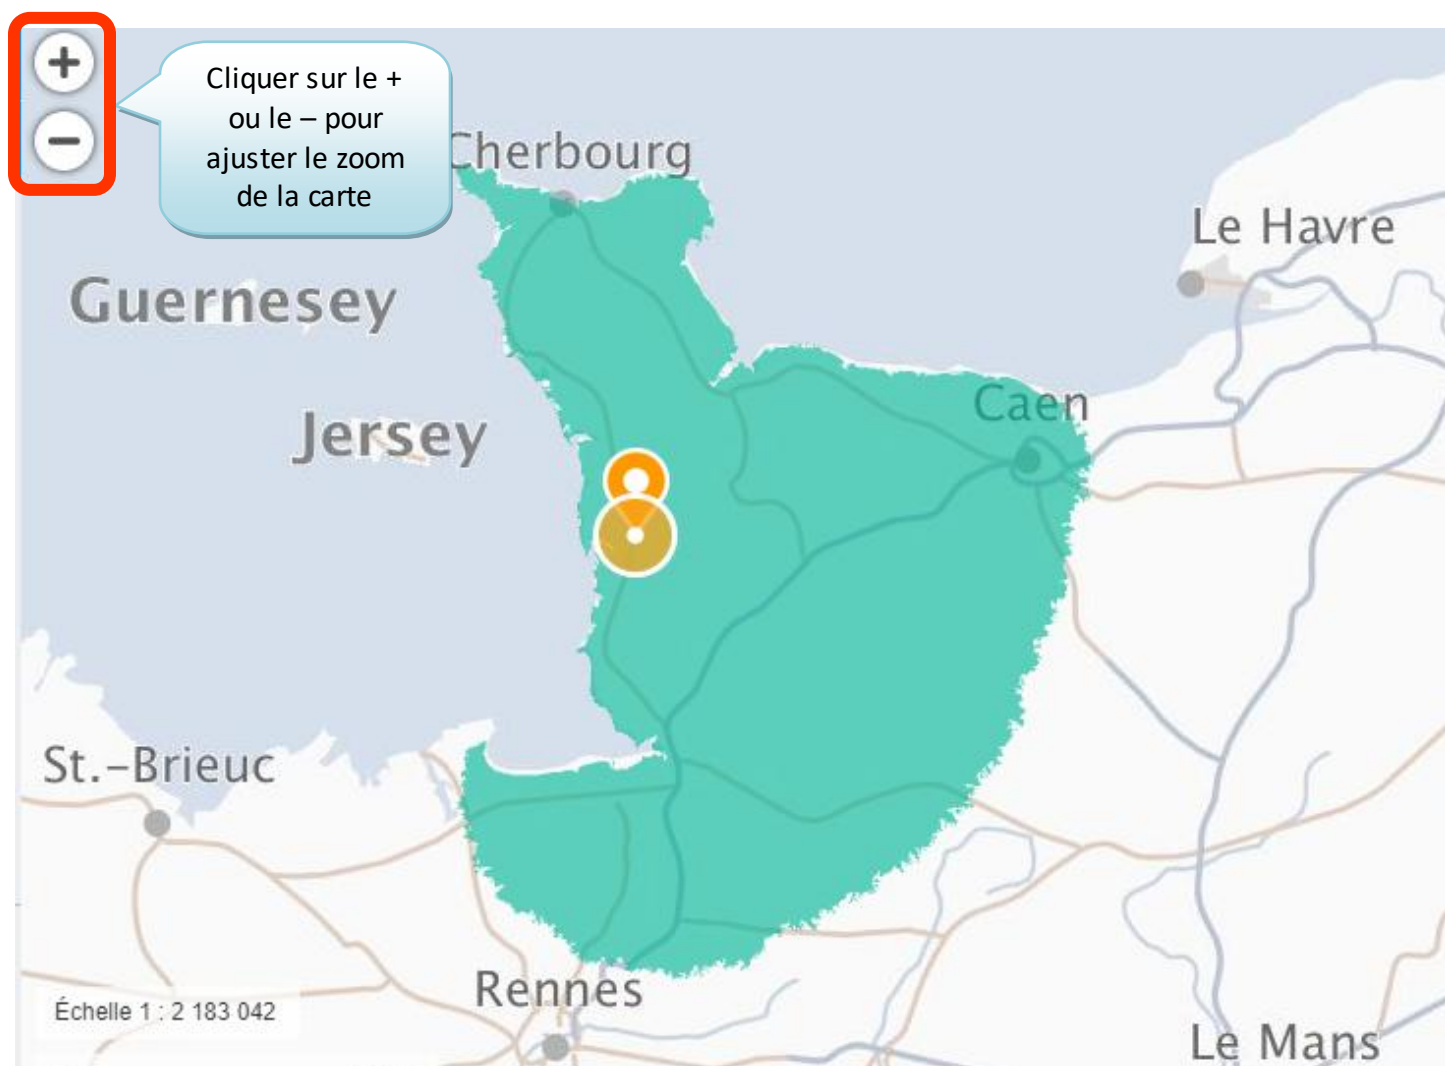 +
−
Cliquer sur le +
ou le – pour
ajuster le zoom
de la carte
Cherbourg
Le Havre
Guernesey
Caen
Jersey
St.-Brieuc
Rennes
Échelle 1 : 2 183 042
Le Mans